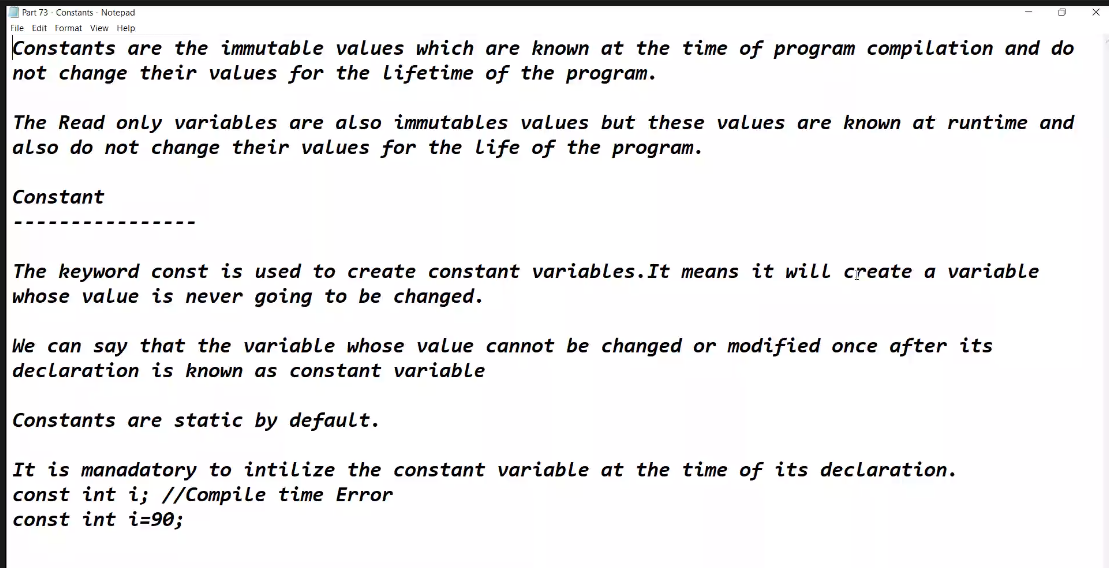 Part 73 - Constants - Notepad
File Edit Format View Help
Constants are the immutable values which are known at the time of program compilation and do
not change their values for the lifetime of the program.
The Read only variables are also immutables values but these values are known at runtime and
also do not change their values for the life of the program.
Constant
----------------
The keyword const is used to create constant variables.It means it will create a variable
whose value is never going to be changed.
We can say that the variable whose value cannot be changed or modified once after its
declaration is known as constant variable
Constants are static by default.
It is manadatory to intilize the constant variable at the time of its declaration.
const int i; //Compile time Error
const int i=90;